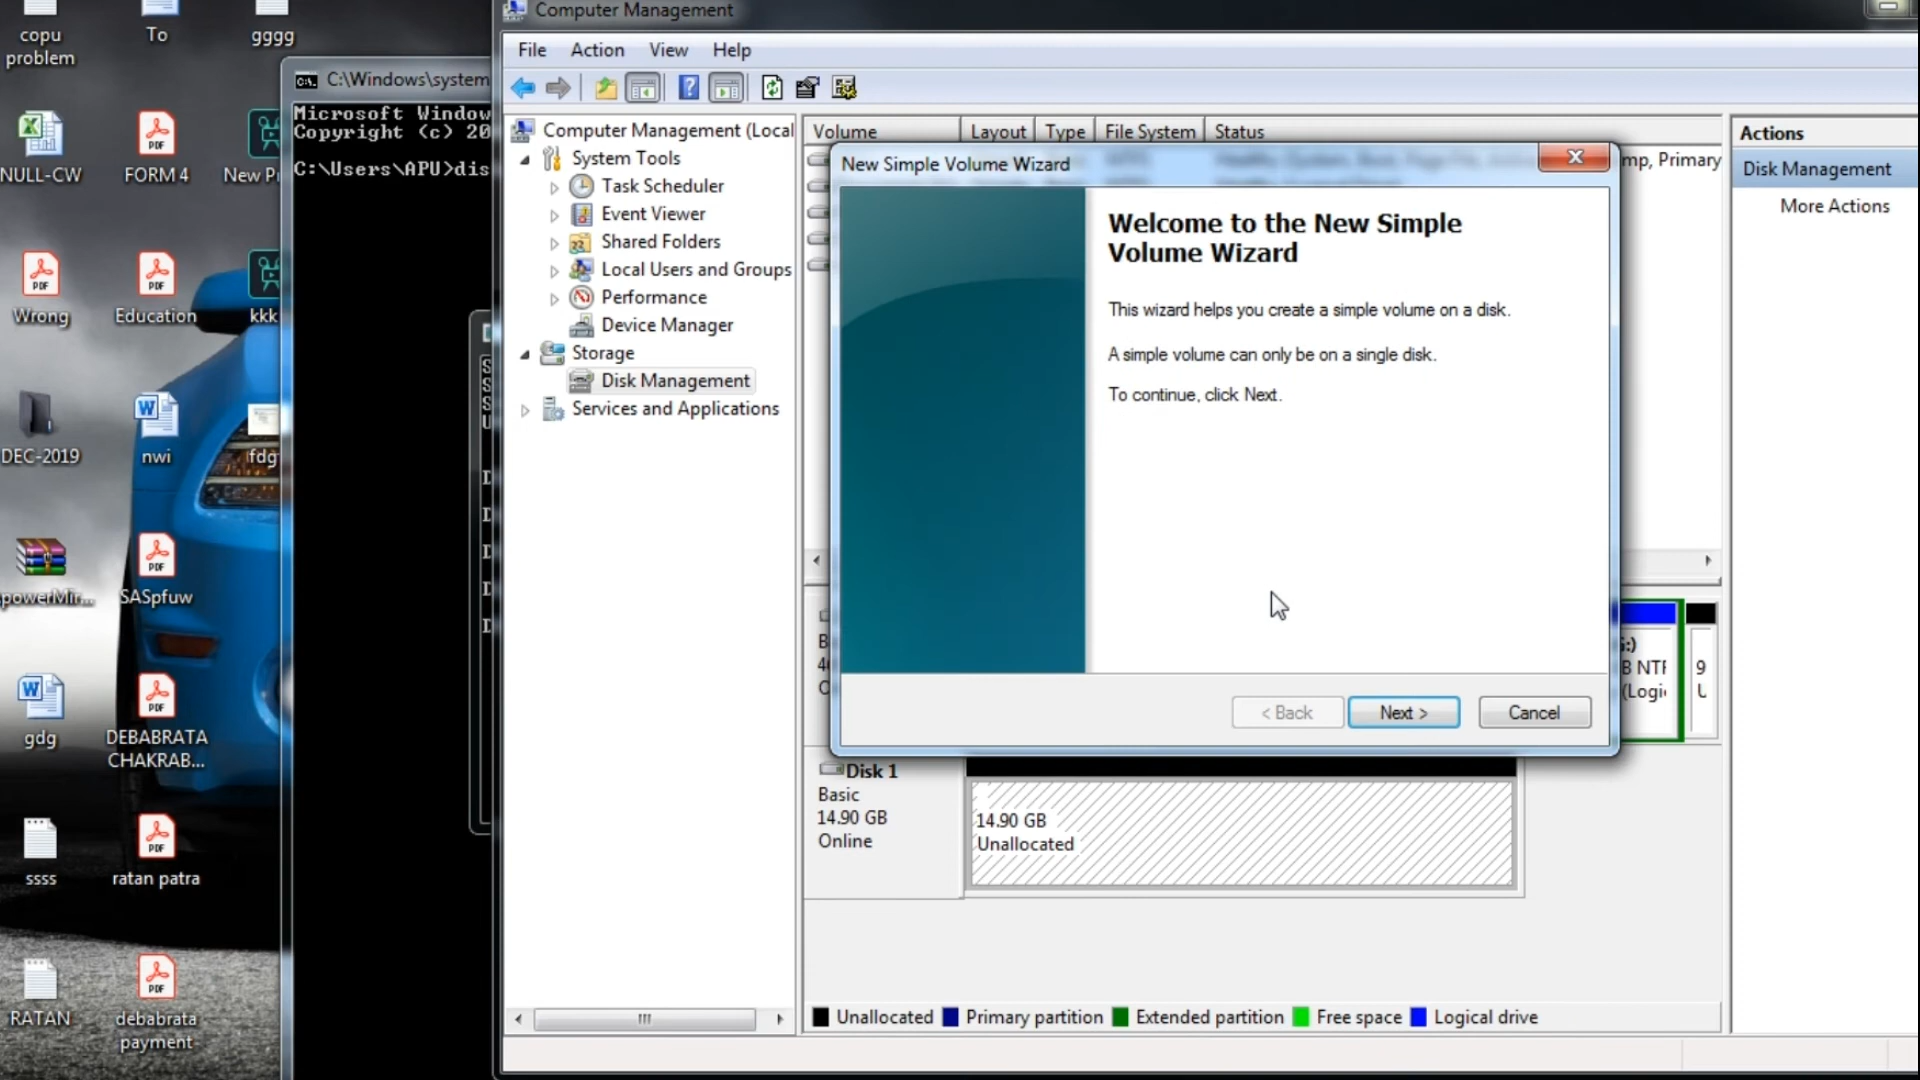 copu
problem
To
gggg
NULL-CW
FORM 4
Wrong
Education
kkk
DEC-2019
nwi
fdg
powerMir...
SASpfuw
gdg
DEBABRATA
CHAKRAB...
ssss
ratan patra
RATAN
debabrata
payment
C:\Windows\system
Copyright (c) 20
C:\Users\APU>dis
Computer Management
File Action View Help
Computer Management (Local
System Tools
Task Scheduler
Event Viewer
Shared Folders
Local Users and Groups
Performance
Device Manager
Storage
Disk Management
Services and Applications
Volume Layout Type File System Status
mp, Primary
New Simple Volume Wizard
Welcome to the New Simple
Volume Wizard
This wizard helps you create a simple volume on a disk.
A simple volume can only be on a single disk.
To continue, click Next.
< Back Next > Cancel
Disk 1
Basic
14.90 GB
Online
14.90 GB
Unallocated
Unallocated Primary partition Extended partition Free space Logical drive
Actions
Disk Management
More Actions